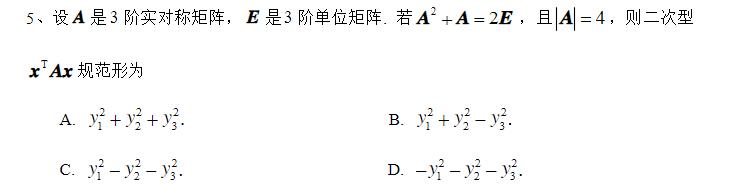 5、设 A 是 3 阶实对称矩阵， E 是 3 阶单位矩阵. 若 A² + A = 2E ，且 |A| = 4，则二次型
xᵀAx 规范形为
A. y₁² + y₂² + y₃². B. y₁² + y₂² − y₃².
C. y₁² − y₂² − y₃². D. −y₁² − y₂² − y₃².